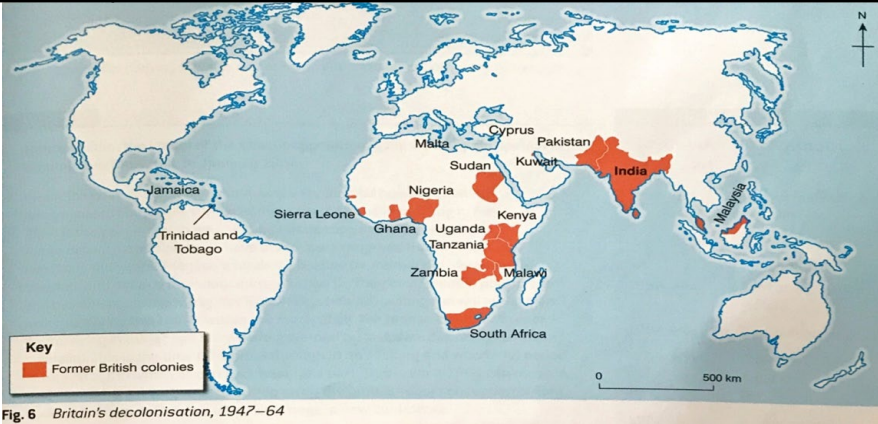 N
Cyprus
Malta
Pakistan
Kuwait
Sudan
India
Jamaica
Nigeria
Malaysia
Sierra Leone
Kenya
Ghana
Uganda
Trinidad and
Tobago
Tanzania
Zambia
Malawi
South Africa
Key
Former British colonies
0
500 km
Fig. 6 Britain's decolonisation, 1947–64